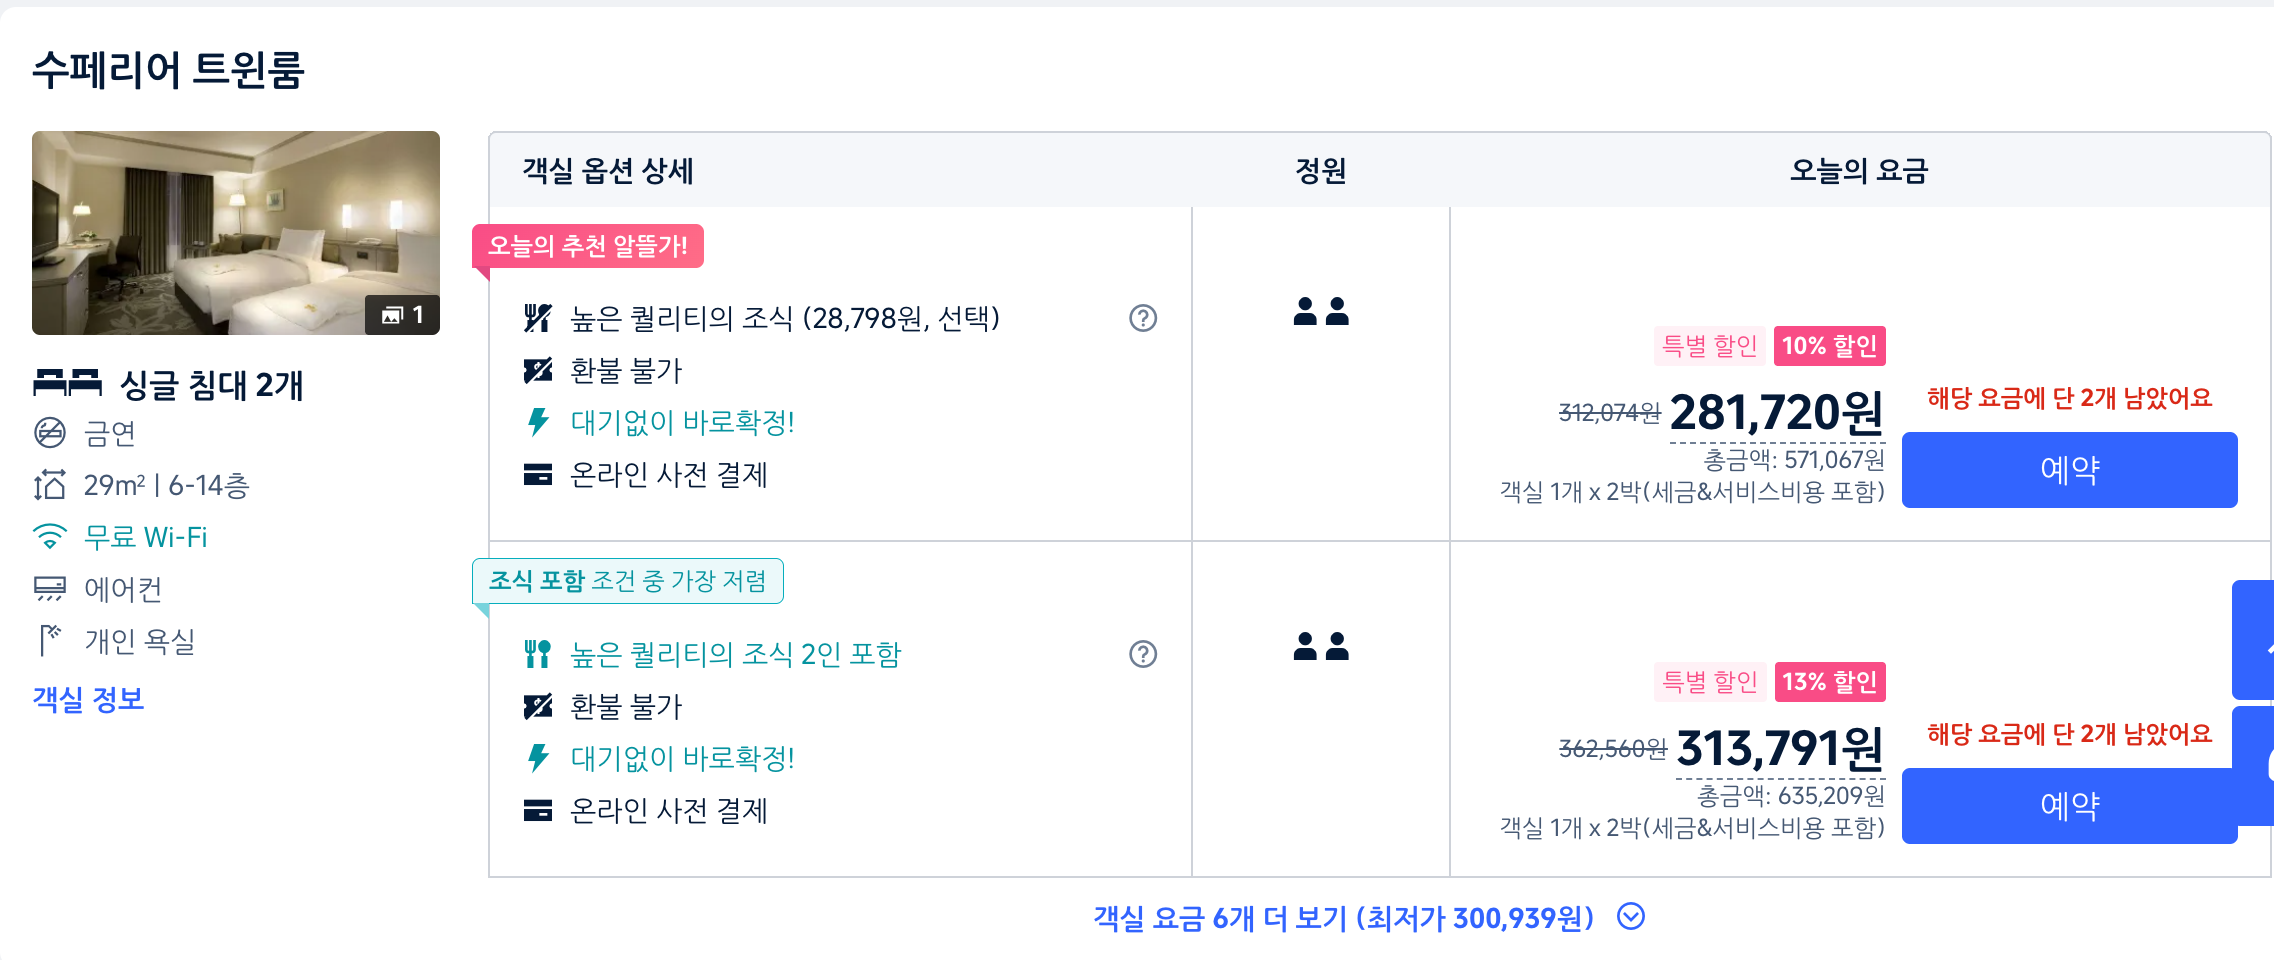 수페리어 트윈룸
1
싱글 침대 2개
금연
29m² | 6-14층
무료 Wi-Fi
에어컨
개인 욕실
객실 정보
객실 옵션 상세
정원
오늘의 요금
오늘의 추천 알뜰가!
높은 퀄리티의 조식 (28,798원, 선택)
환불 불가
대기없이 바로확정!
온라인 사전 결제
특별 할인 10% 할인
312,074원 281,720원
총금액: 571,067원
객실 1개 x 2박(세금&서비스비용 포함)
해당 요금에 단 2개 남았어요
예약
조식 포함 조건 중 가장 저렴
높은 퀄리티의 조식 2인 포함
환불 불가
대기없이 바로확정!
온라인 사전 결제
특별 할인 13% 할인
362,560원 313,791원
총금액: 635,209원
객실 1개 x 2박(세금&서비스비용 포함)
해당 요금에 단 2개 남았어요
예약
객실 요금 6개 더 보기 (최저가 300,939원)